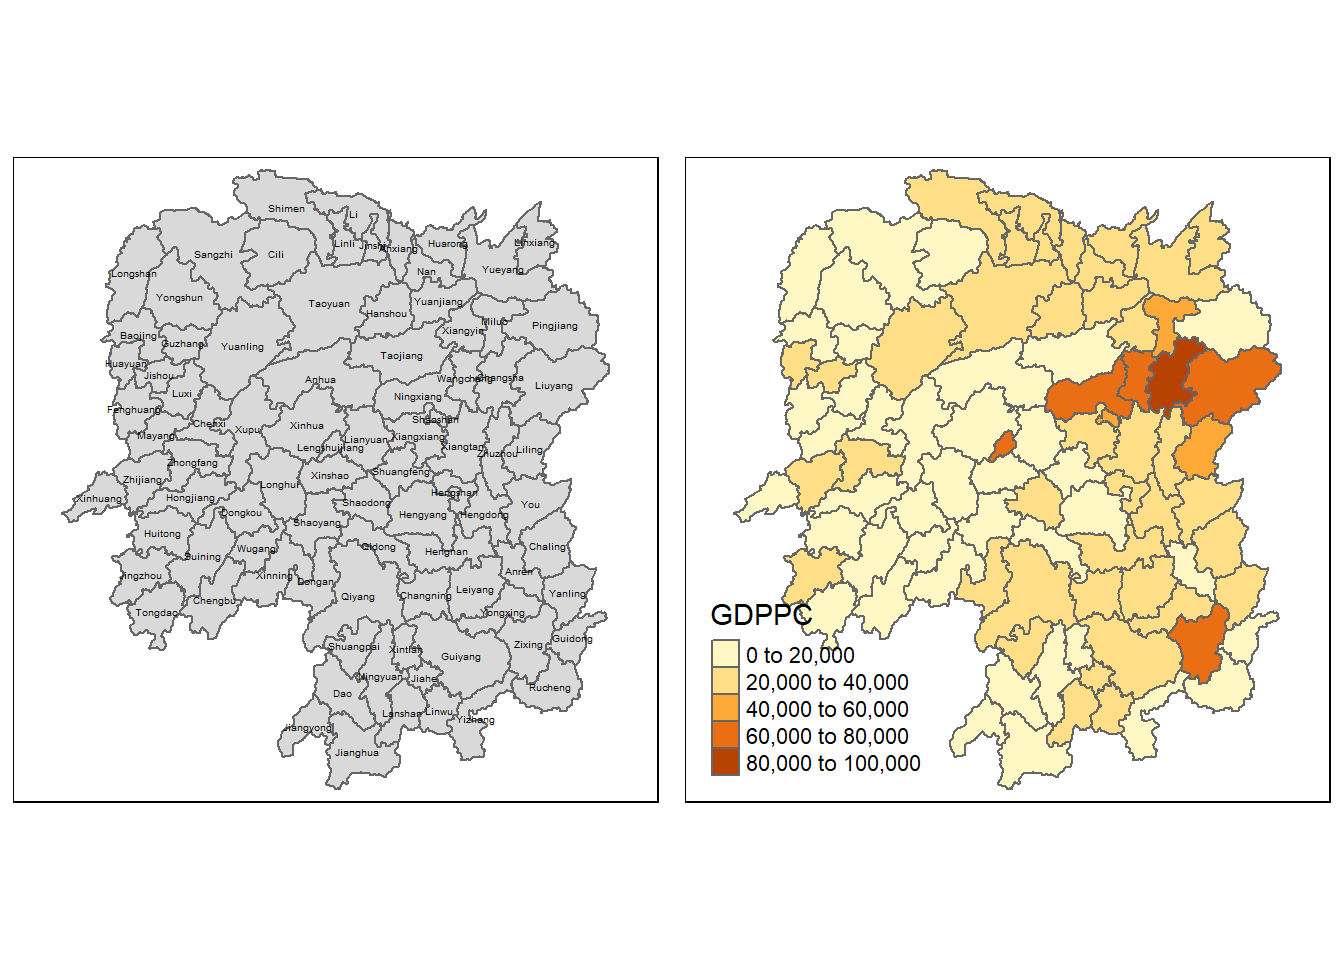 Shimen
Li
Linli
Jinshi
Anxiang
Huarong
Linxiang
Sangzhi
Cili
Nan
Yueyang
Longshan
Yongshun
Taoyuan
Hanshou
Yuanjiang
Baojing
Guzhang
Yuanling
Xiangyin
Miluo
Pingjiang
Huayuan
Jishou
Taojiang
Luxi
Anhua
Wangcheng
Changsha
Liuyang
Ningxiang
Fenghuang
Chenxi
Mayang
Xupu
Xinhua
Shaoshan
Lengshuijiang
Lianyuan
Xiangxiang
Xiangtan
Zhuzhou
Liling
Zhongfang
Zhijiang
Xinshao
Shuangfeng
Xinhuang
Hongjiang
Longhui
Hengshan
Shaodong
You
Dongkou
Shaoyang
Hengyang
Hengdong
Huitong
Wugang
Qidong
Hengnan
Chaling
Suining
Jingzhou
Xinning
Dongan
Anren
Chengbu
Qiyang
Changning
Leiyang
Yanling
Tongdao
Yongxing
Shuangpai
Xintian
Guiyang
Zixing
Guidong
Ningyuan
Jiahe
Rucheng
Dao
Lanshan
Linwu
Yizhang
Jiangyong
Jianghua
GDPPC
0 to 20,000
20,000 to 40,000
40,000 to 60,000
60,000 to 80,000
80,000 to 100,000